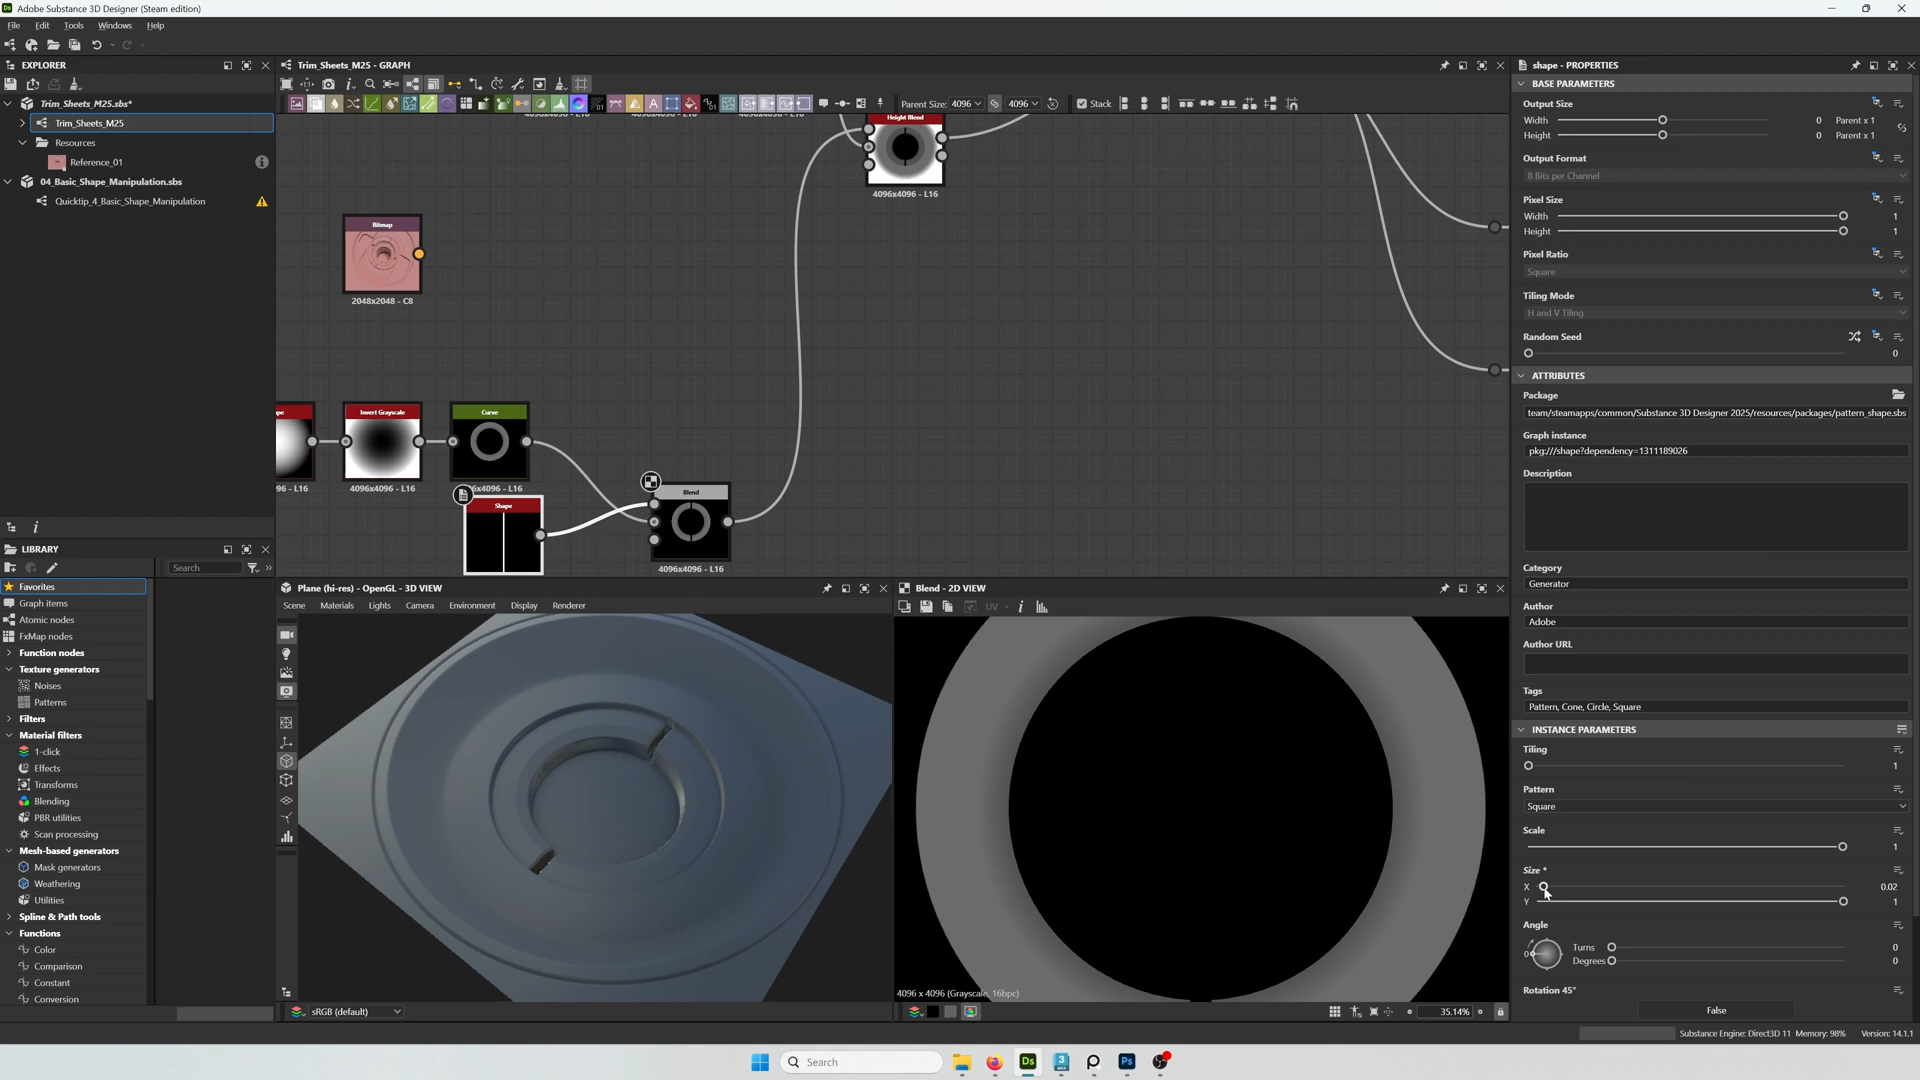 Adobe Substance 3D Designer (Steam edition)
File Edit Tools Windows Help
EXPLORER
Trim_Sheets_M25.sbs*
Trim_Sheets_M25
Resources
Reference_01
04_Basic_Shape_Manipulation.sbs
Quicktip_4_Basic_Shape_Manipulation
LIBRARY
Search
Favorites
Graph items
Atomic nodes
FxMap nodes
Function nodes
Texture generators
Noises
Patterns
Filters
Material filters
1-click
Effects
Transforms
Blending
PBR utilities
Scan processing
Mesh-based generators
Mask generators
Weathering
Utilities
Spline & Path tools
Functions
Color
Comparison
Constant
Conversion
Trim_Sheets_M25 - GRAPH
Parent Size: 4096 4096 Stack
Height Blend
4096x4096 - L16
Bitmap
2048x2048 - C8
Invert Grayscale
Curve
96 - L16
4096x4096 - L16
6x4096 - L16
Shape
Blend
4096x4096 - L16
Plane (hi-res) - OpenGL - 3D VIEW
Scene Materials Lights Camera Environment Display Renderer
sRGB (default)
Blend - 2D VIEW
UV
4096 x 4096 (Grayscale, 16bpc)
35.14%
shape - PROPERTIES
BASE PARAMETERS
Output Size
Width 0 Parent x 1
Height 0 Parent x 1
Output Format
8 Bits per Channel
Pixel Size
Width 1
Height 1
Pixel Ratio
Square
Tiling Mode
H and V Tiling
Random Seed
0
ATTRIBUTES
Package
team/steamapps/common/Substance 3D Designer 2025/resources/packages/pattern_shape.sbs
Graph instance
pkg:///shape?dependency=1311189026
Description
Category
Generator
Author
Adobe
Author URL
Tags
Pattern, Cone, Circle, Square
INSTANCE PARAMETERS
Tiling
1
Pattern
Square
Scale
1
Size *
X 0.02
Y 1
Angle
0 Turns 0
Degrees 0
Rotation 45°
False
Substance Engine: Direct3D 11 Memory: 98% Version: 14.1.1
Search